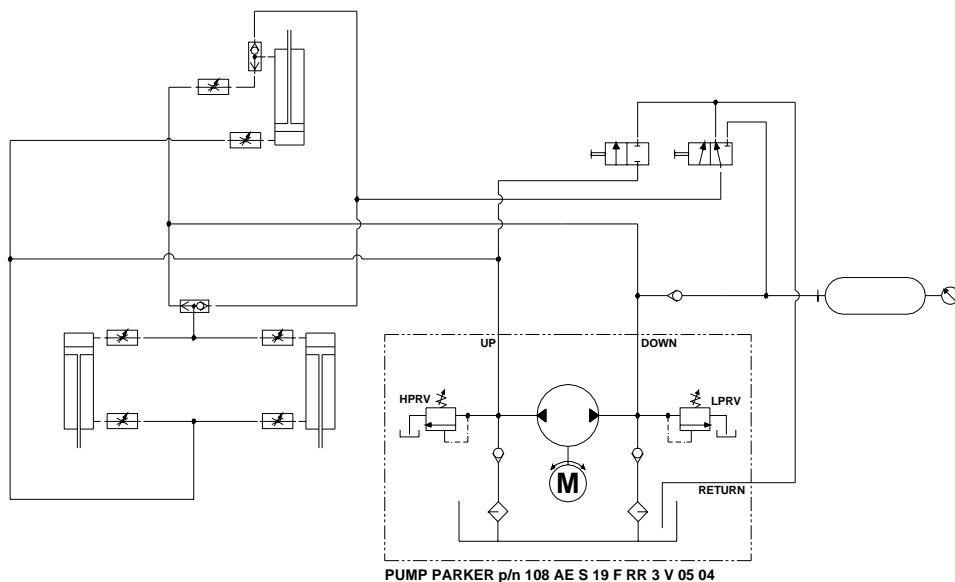 UP
DOWN
HPRV
LPRV
M
RETURN
PUMP PARKER p/n 108 AE S 19 F RR 3 V 05 04